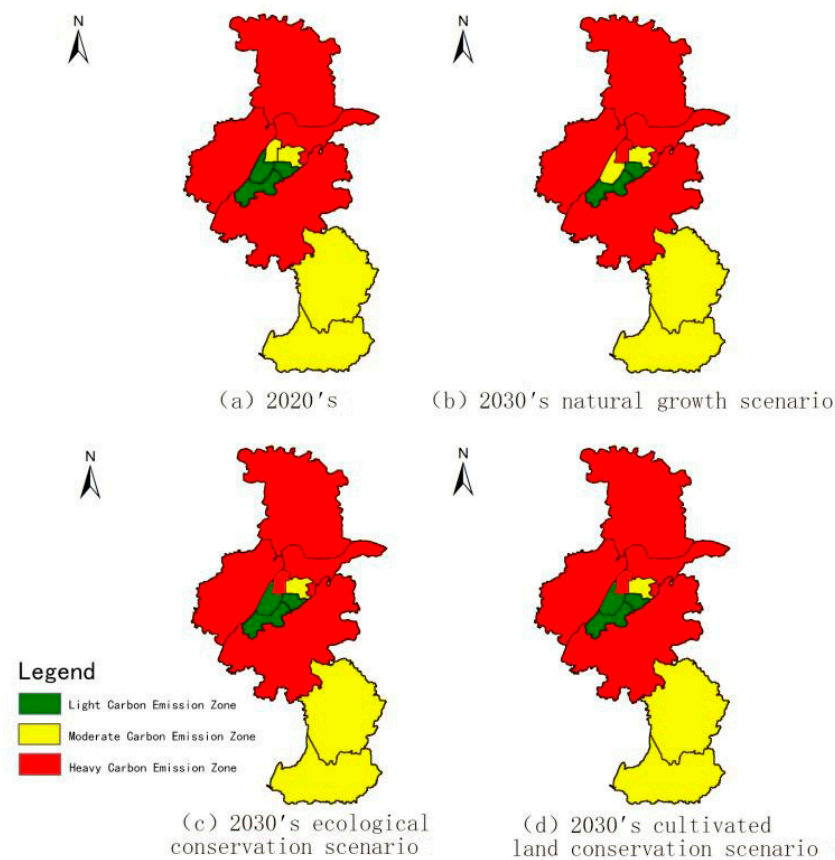 N
N
(a) 2020's
(b) 2030's natural growth scenario
N
N
Legend
Light Carbon Emission Zone
Moderate Carbon Emission Zone
Heavy Carbon Emission Zone
(c) 2030's ecological
conservation scenario
(d) 2030's cultivated
land conservation scenario